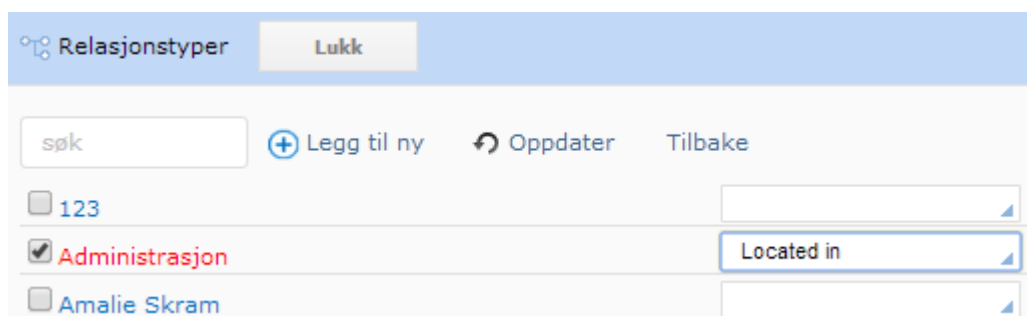 Relasjonstyper Lukk
søk Legg til ny Oppdater Tilbake
123
Administrasjon Located in
Amalie Skram